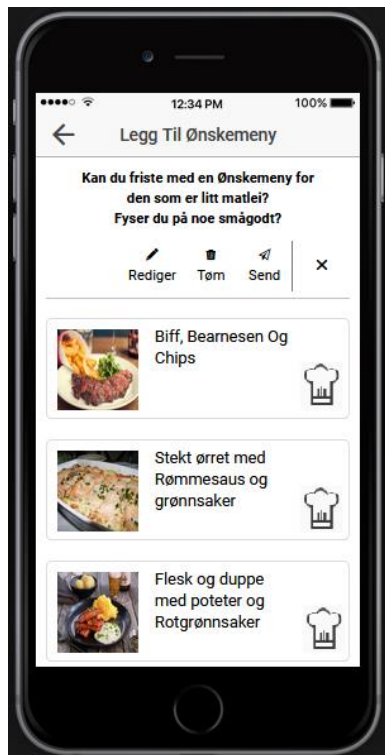 12:34 PM 100%
Legg Til Ønskemeny
Kan du friste med en Ønskemeny for
den som er litt matlei?
Fyser du på noe smågodt?
Rediger Tøm Send
Biff, Bearnesen Og
Chips
Stekt ørret med
Rømmesaus og
grønnsaker
Flesk og duppe
med poteter og
Rotgrønnsaker